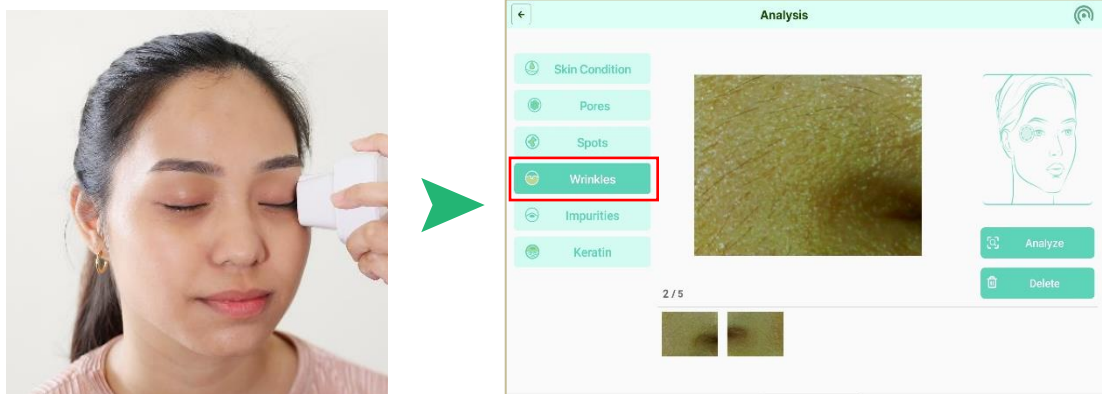 Analysis
Skin Condition
Pores
Spots
Wrinkles
Impurities
Keratin
Analyze
Delete
2 / 5